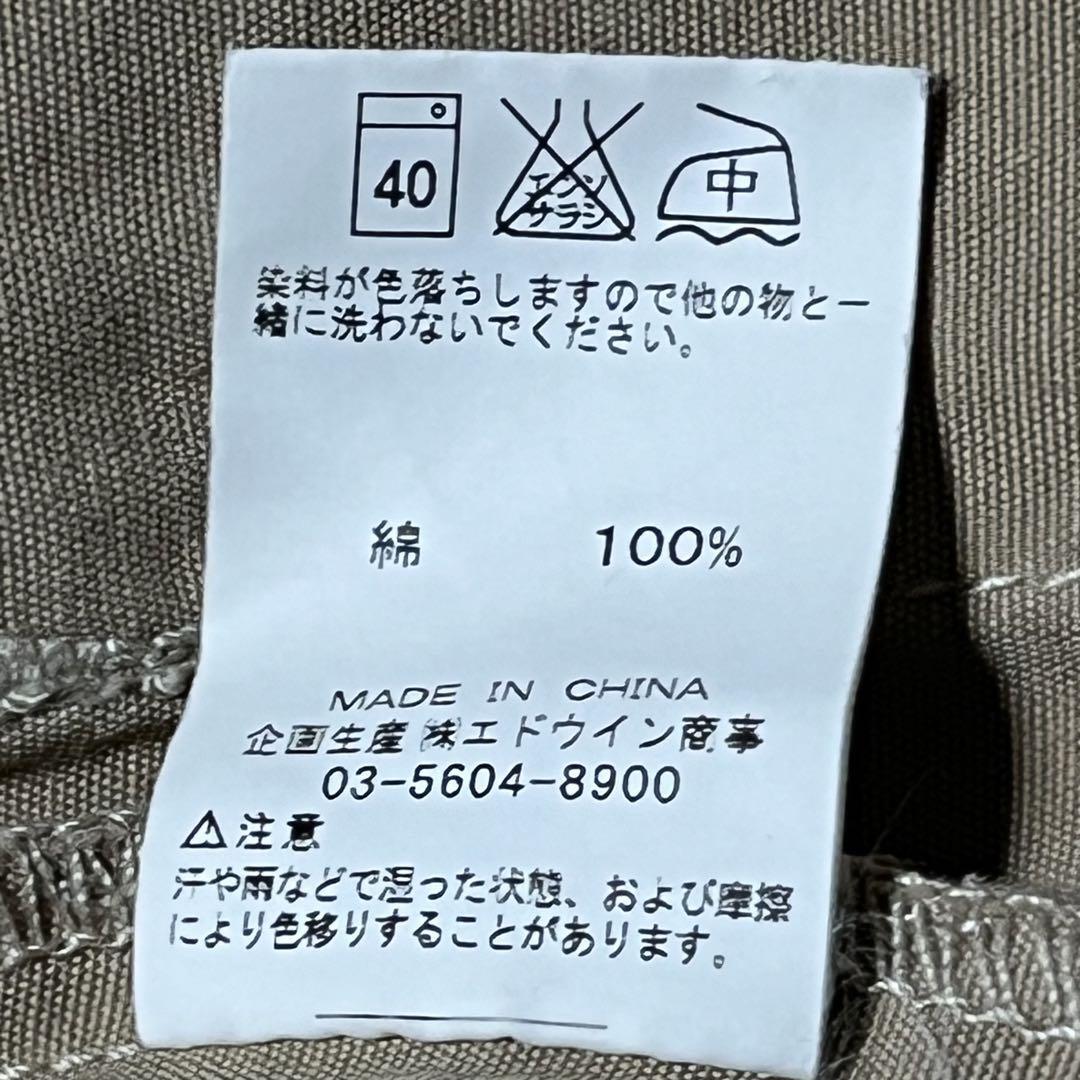 40
エンソ
サラシ
中
染料が色落ちしますので他の物と一
緒に洗わないでください。
綿 100%
MADE IN CHINA
企画生産 ㈱エドウイン商事
03-5604-8900
⚠注意
汗や雨などで湿った状態、および摩擦
により色移りすることがあります。